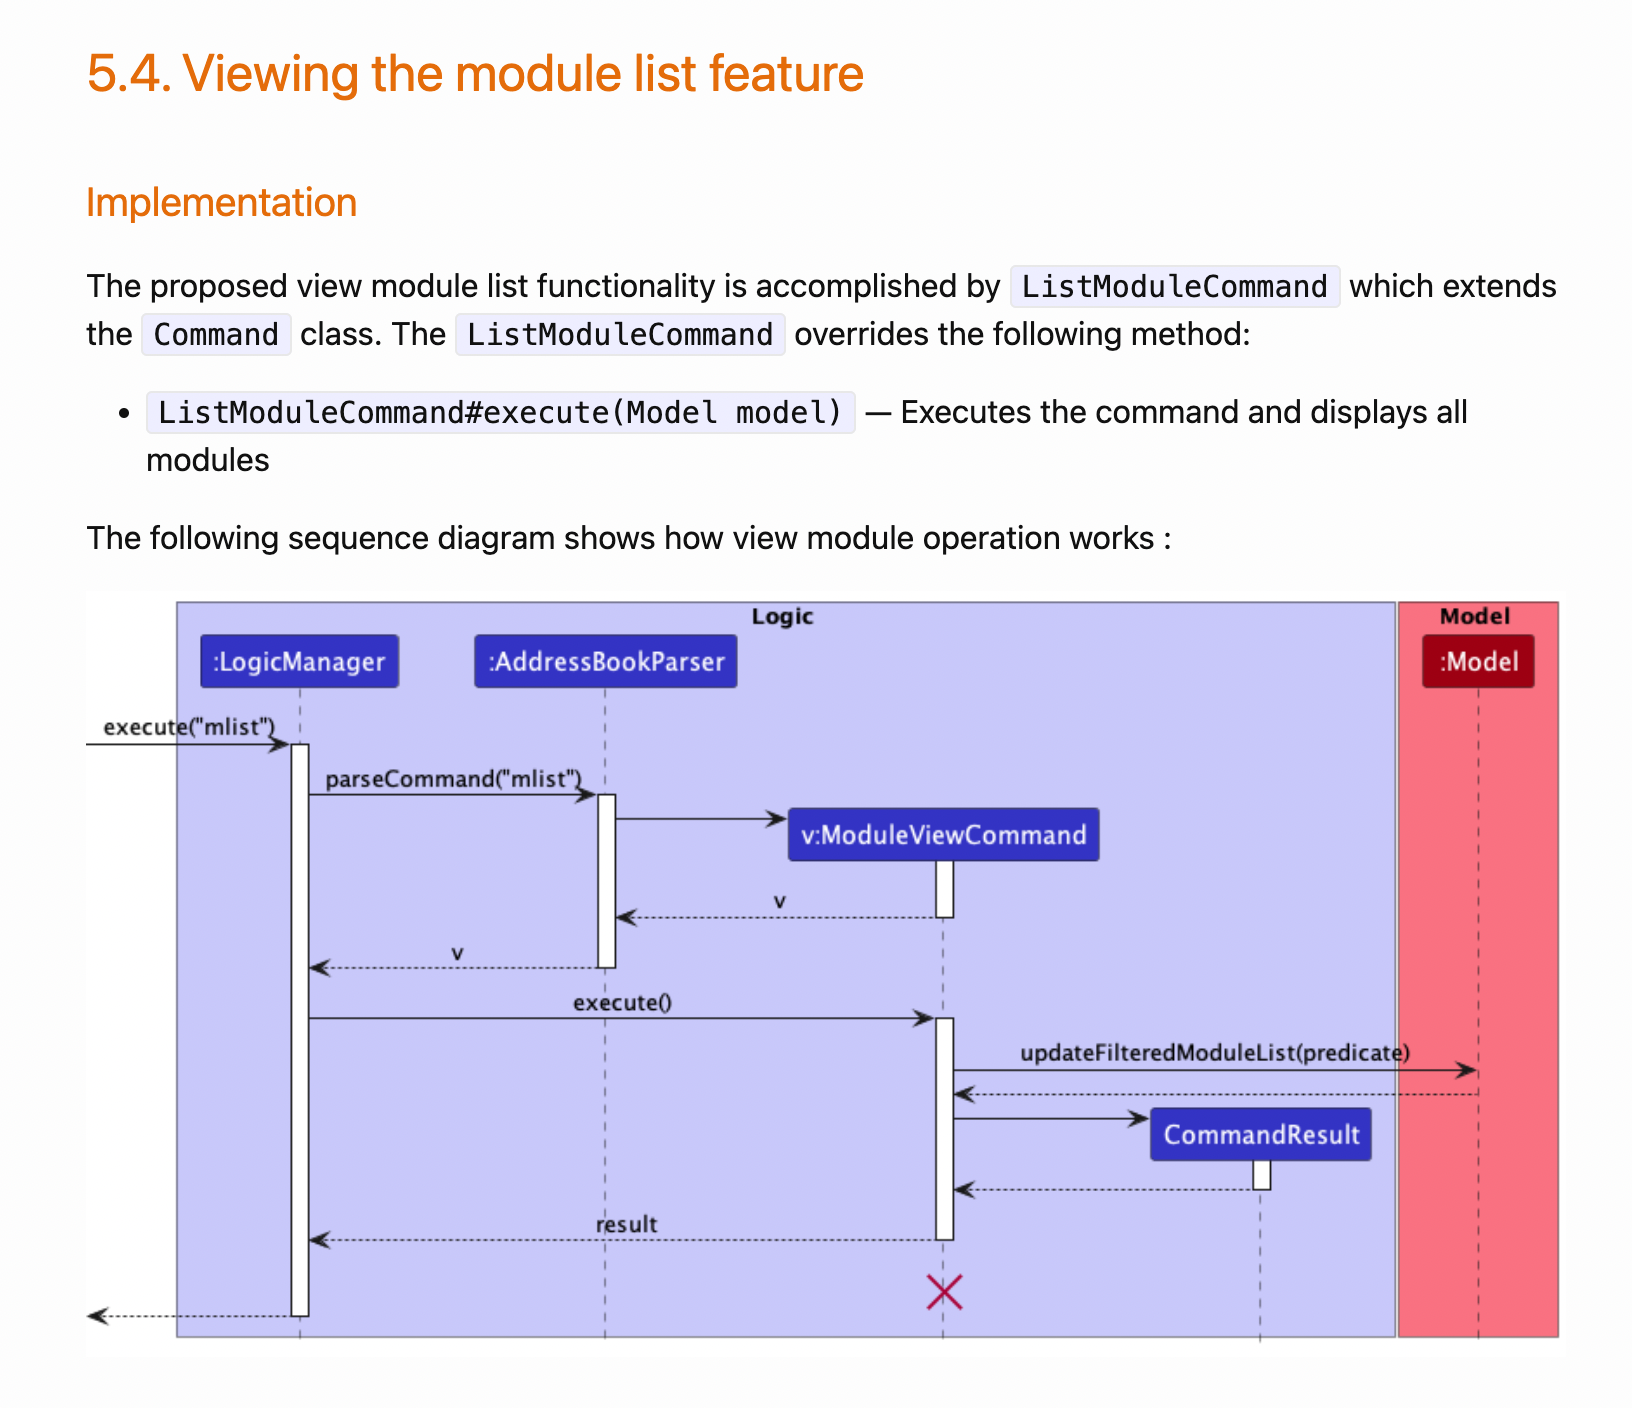 5.4. Viewing the module list feature
Implementation
The proposed view module list functionality is accomplished by ListModuleCommand which extends
the Command class. The ListModuleCommand overrides the following method:
• ListModuleCommand#execute(Model model) — Executes the command and displays all
modules
The following sequence diagram shows how view module operation works :
Logic
Model
:LogicManager
:AddressBookParser
:Model
execute("mlist")
parseCommand("mlist")
v:ModuleViewCommand
v
v
execute()
updateFilteredModuleList(predicate)
CommandResult
result